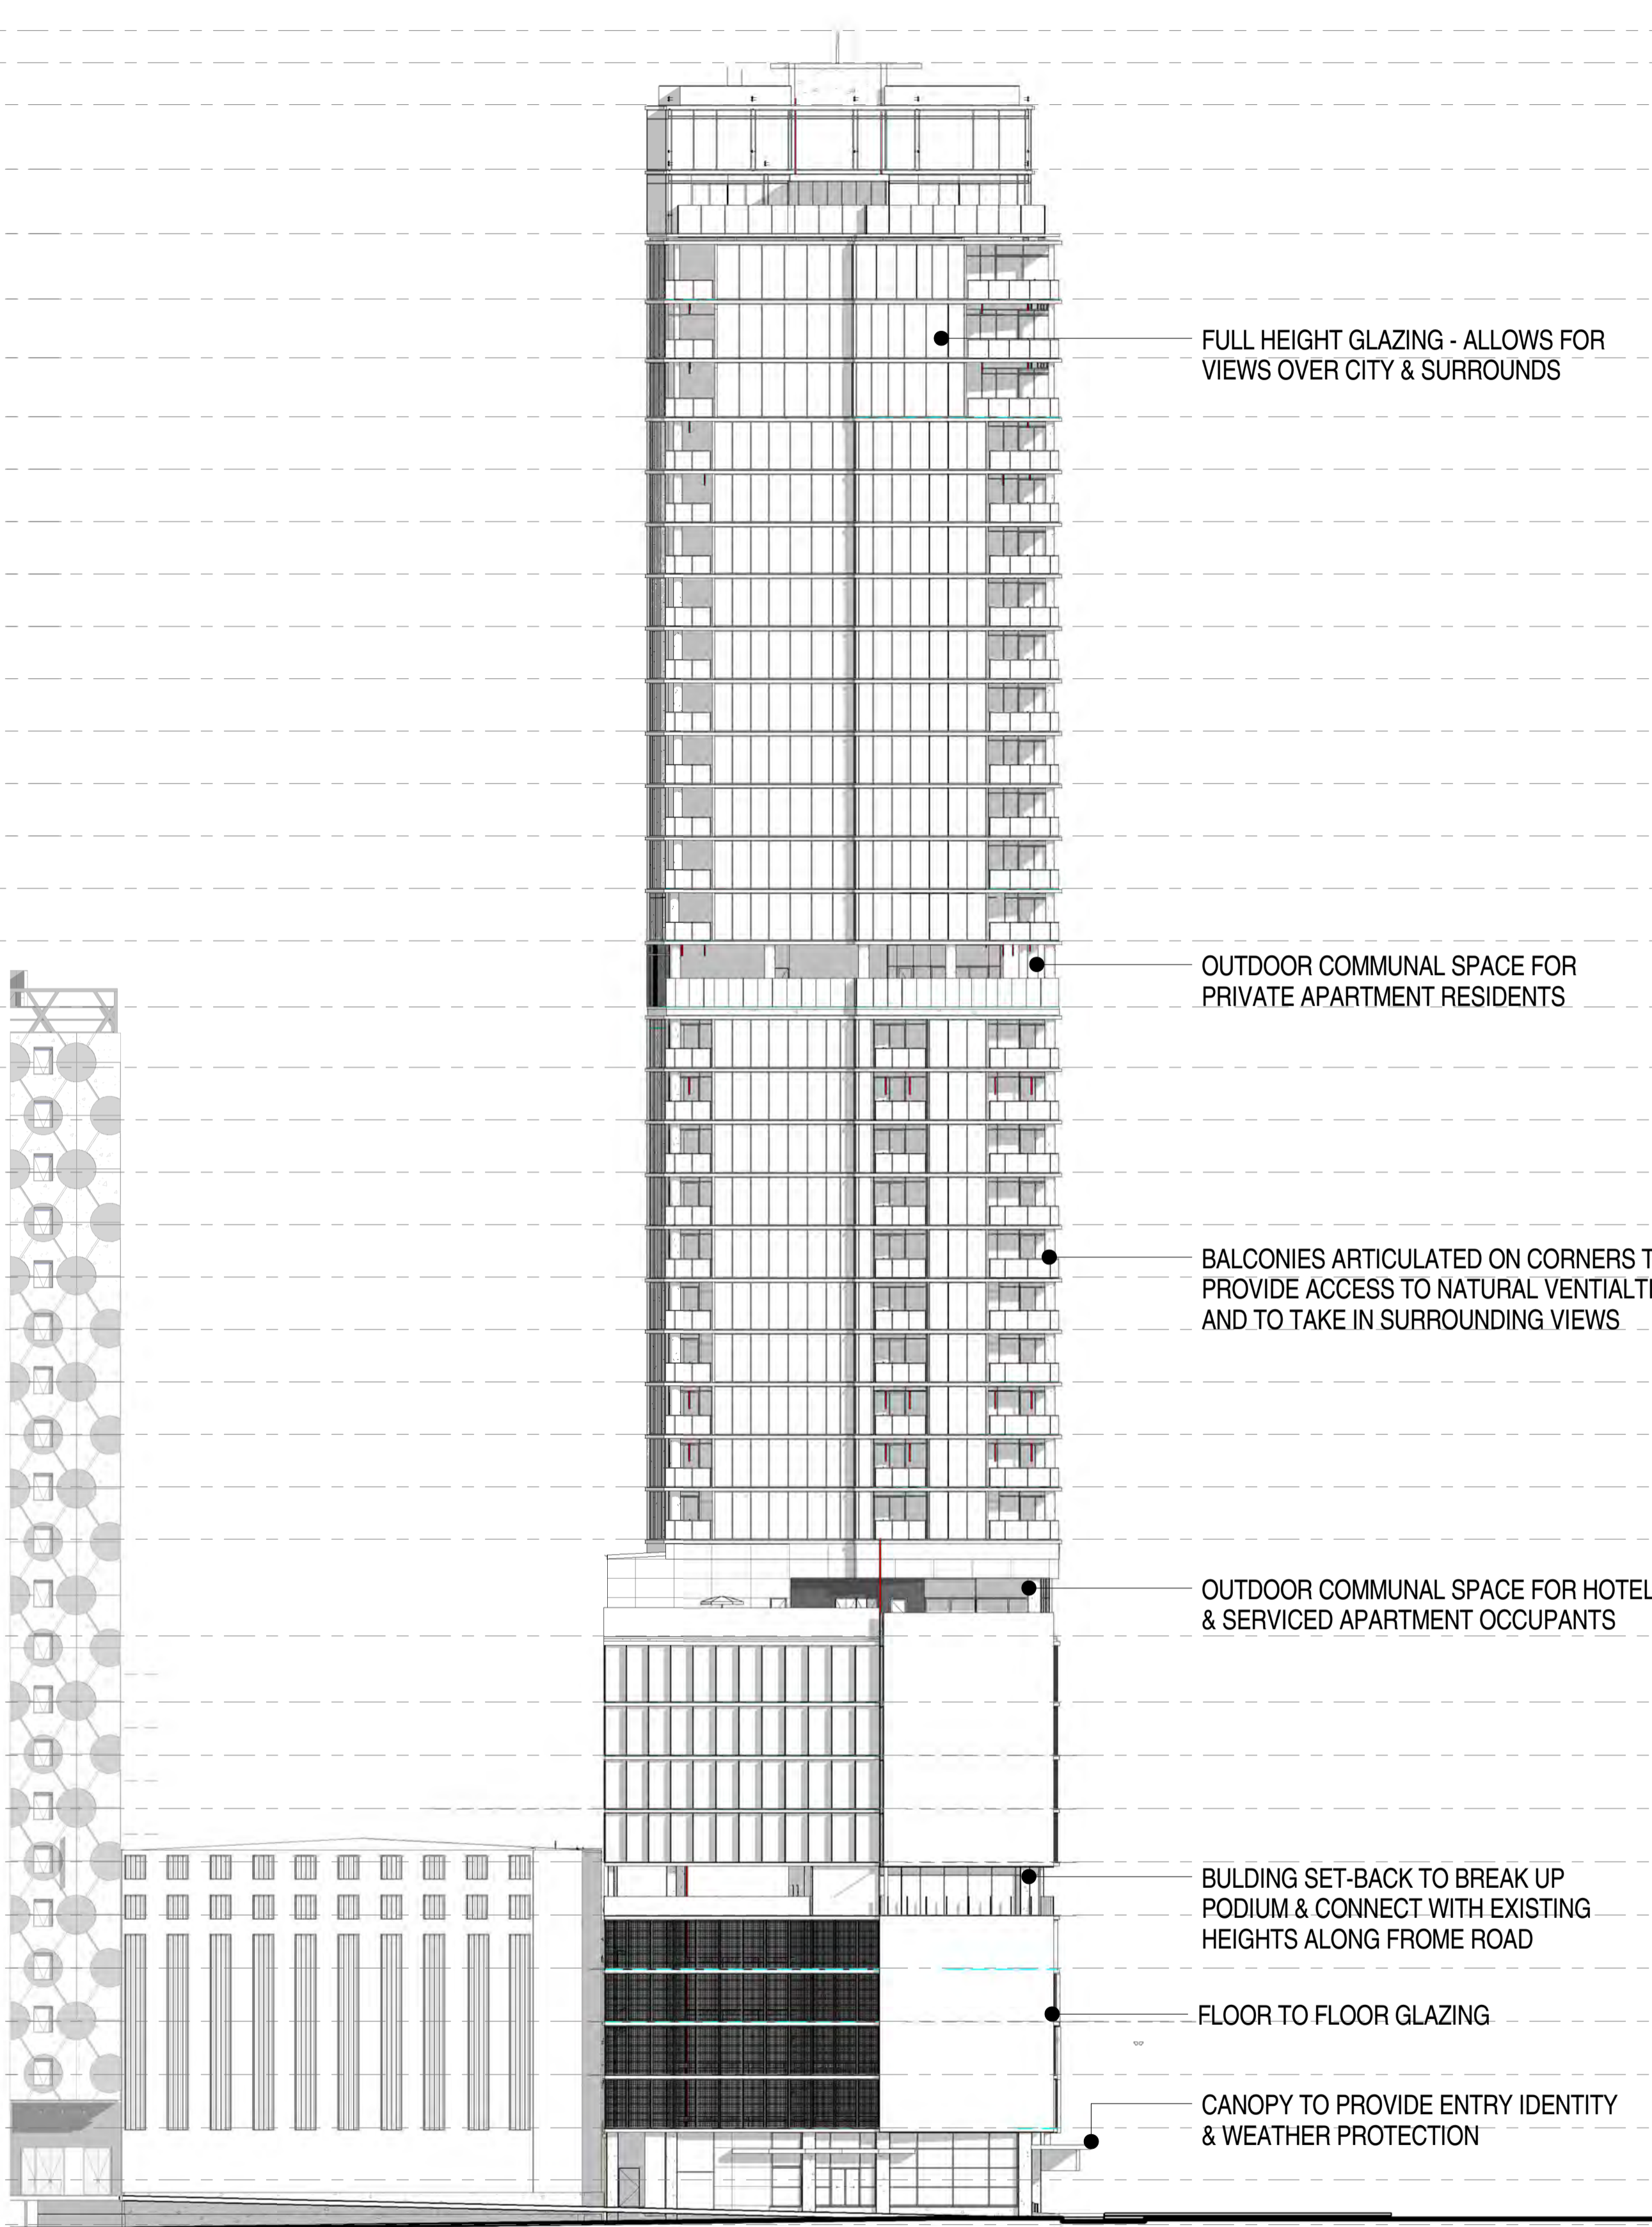 FULL HEIGHT GLAZING - ALLOWS FOR
VIEWS OVER CITY & SURROUNDS
OUTDOOR COMMUNAL SPACE FOR
PRIVATE APARTMENT RESIDENTS
BALCONIES ARTICULATED ON CORNERS T
PROVIDE ACCESS TO NATURAL VENTIALTI
AND TO TAKE IN SURROUNDING VIEWS
OUTDOOR COMMUNAL SPACE FOR HOTEL
& SERVICED APARTMENT OCCUPANTS
BULDING SET-BACK TO BREAK UP
PODIUM & CONNECT WITH EXISTING
HEIGHTS ALONG FROME ROAD
FLOOR TO FLOOR GLAZING
CANOPY TO PROVIDE ENTRY IDENTITY
& WEATHER PROTECTION